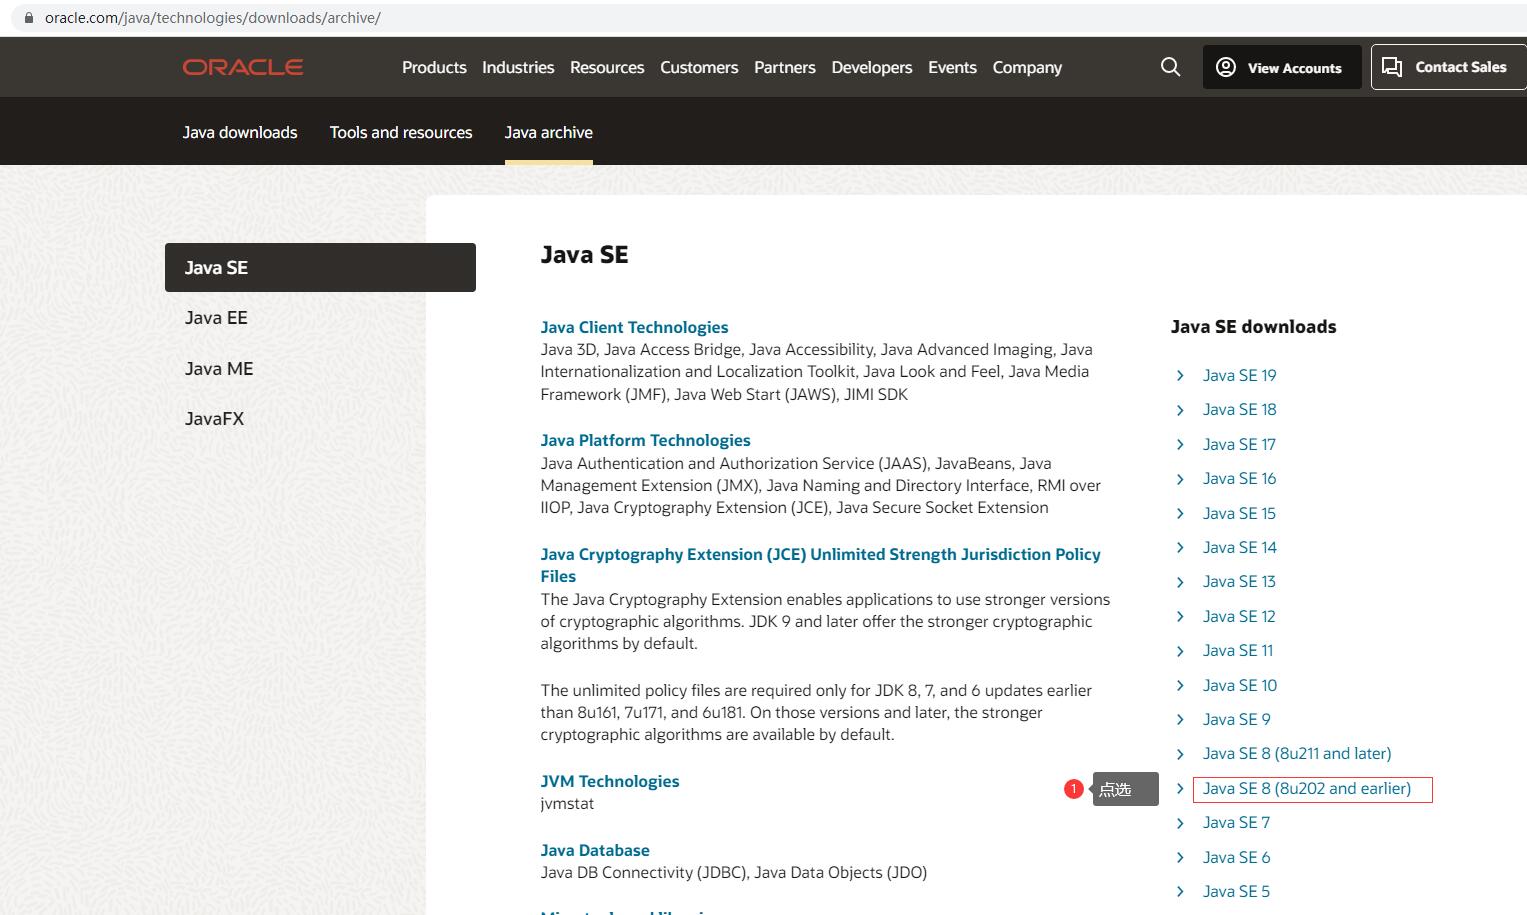 oracle.com/java/technologies/downloads/archive/
ORACLE
Products Industries Resources Customers Partners Developers Events Company
View Accounts
Contact Sales
Java downloads Tools and resources Java archive
Java SE
Java EE
Java ME
JavaFX
Java SE
Java Client Technologies
Java 3D, Java Access Bridge, Java Accessibility, Java Advanced Imaging, Java
Internationalization and Localization Toolkit, Java Look and Feel, Java Media
Framework (JMF), Java Web Start (JAWS), JIMI SDK
Java Platform Technologies
Java Authentication and Authorization Service (JAAS), JavaBeans, Java
Management Extension (JMX), Java Naming and Directory Interface, RMI over
IIOP, Java Cryptography Extension (JCE), Java Secure Socket Extension
Java Cryptography Extension (JCE) Unlimited Strength Jurisdiction Policy
Files
The Java Cryptography Extension enables applications to use stronger versions
of cryptographic algorithms. JDK 9 and later offer the stronger cryptographic
algorithms by default.
The unlimited policy files are required only for JDK 8, 7, and 6 updates earlier
than 8u161, 7u171, and 6u181. On those versions and later, the stronger
cryptographic algorithms are available by default.
JVM Technologies
jvmstat
Java Database
Java DB Connectivity (JDBC), Java Data Objects (JDO)
Java SE downloads
Java SE 19
Java SE 18
Java SE 17
Java SE 16
Java SE 15
Java SE 14
Java SE 13
Java SE 12
Java SE 11
Java SE 10
Java SE 9
Java SE 8 (8u211 and later)
1 点选
Java SE 8 (8u202 and earlier)
Java SE 7
Java SE 6
Java SE 5